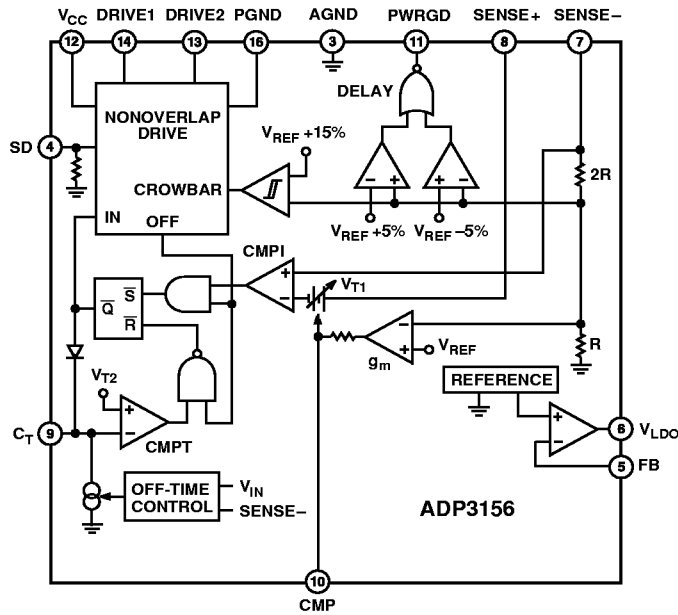 VCC DRIVE1 DRIVE2 PGND AGND PWRGD SENSE+ SENSE–
12 14 13 16 3 11 8 7
DELAY
NONOVERLAP
DRIVE
VREF +15%
SD 4
2R
CROWBAR
IN
OFF
VREF +5% VREF –5%
CMPI
+
–
VT1
S
Q
R
–
+
gm
VREF
R
VT2
REFERENCE
+
–
CMPT
CT 9
+
–
6 VLDO
5 FB
OFF-TIME
CONTROL
VIN
SENSE–
ADP3156
10
CMP